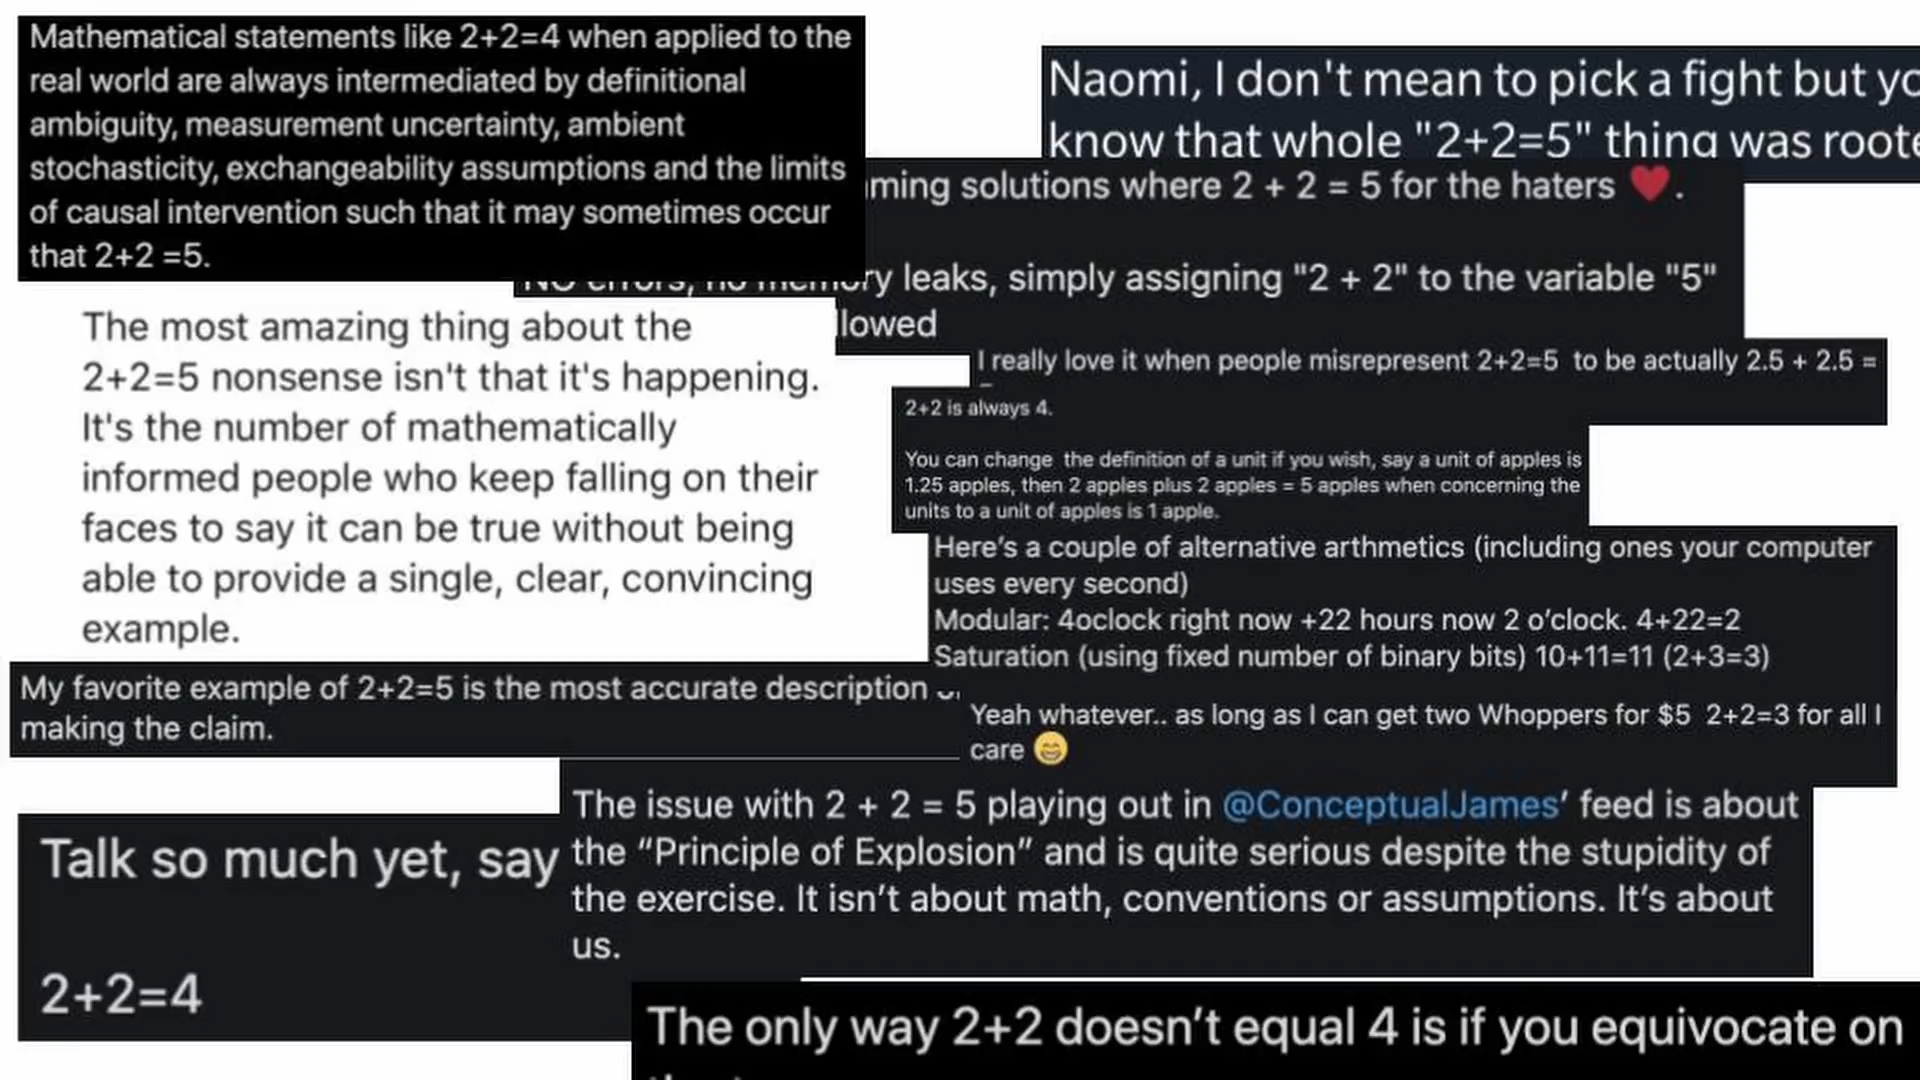 Mathematical statements like 2+2=4 when applied to the
real world are always intermediated by definitional
ambiguity, measurement uncertainty, ambient
stochasticity, exchangeability assumptions and the limits
of causal intervention such that it may sometimes occur
that 2+2 =5.
Naomi, I don't mean to pick a fight but yo
know that whole "2+2=5" thing was roote
ming solutions where 2 + 2 = 5 for the haters ❤️.
No errors, no memory leaks, simply assigning "2 + 2" to the variable "5"
llowed
The most amazing thing about the
2+2=5 nonsense isn't that it's happening.
It's the number of mathematically
informed people who keep falling on their
faces to say it can be true without being
able to provide a single, clear, convincing
example.
I really love it when people misrepresent 2+2=5 to be actually 2.5 + 2.5 =
2+2 is always 4.
You can change the definition of a unit if you wish, say a unit of apples is
1.25 apples, then 2 apples plus 2 apples = 5 apples when concerning the
units to a unit of apples is 1 apple.
Here's a couple of alternative arthmetics (including ones your computer
uses every second)
Modular: 4oclock right now +22 hours now 2 o'clock. 4+22=2
Saturation (using fixed number of binary bits) 10+11=11 (2+3=3)
My favorite example of 2+2=5 is the most accurate description
making the claim.
Yeah whatever.. as long as I can get two Whoppers for $5 2+2=3 for all I
care 😄
The issue with 2 + 2 = 5 playing out in @ConceptualJames' feed is about
the “Principle of Explosion” and is quite serious despite the stupidity of
the exercise. It isn't about math, conventions or assumptions. It's about
us.
Talk so much yet, say
2+2=4
The only way 2+2 doesn't equal 4 is if you equivocate on